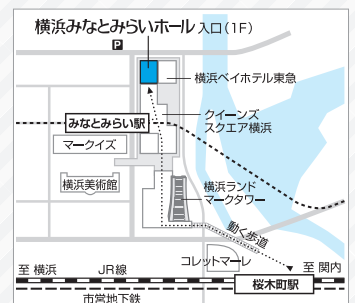 横浜みなとみらいホール 入口(1F)
P
横浜ベイホテル東急
クイーンズ
スクエア横浜
みなとみらい駅
マークイズ
横浜美術館
横浜ランド
マークタワー
動く歩道
コレットマーレ
至 横浜
JR線
至 関内
桜木町駅
市営地下鉄